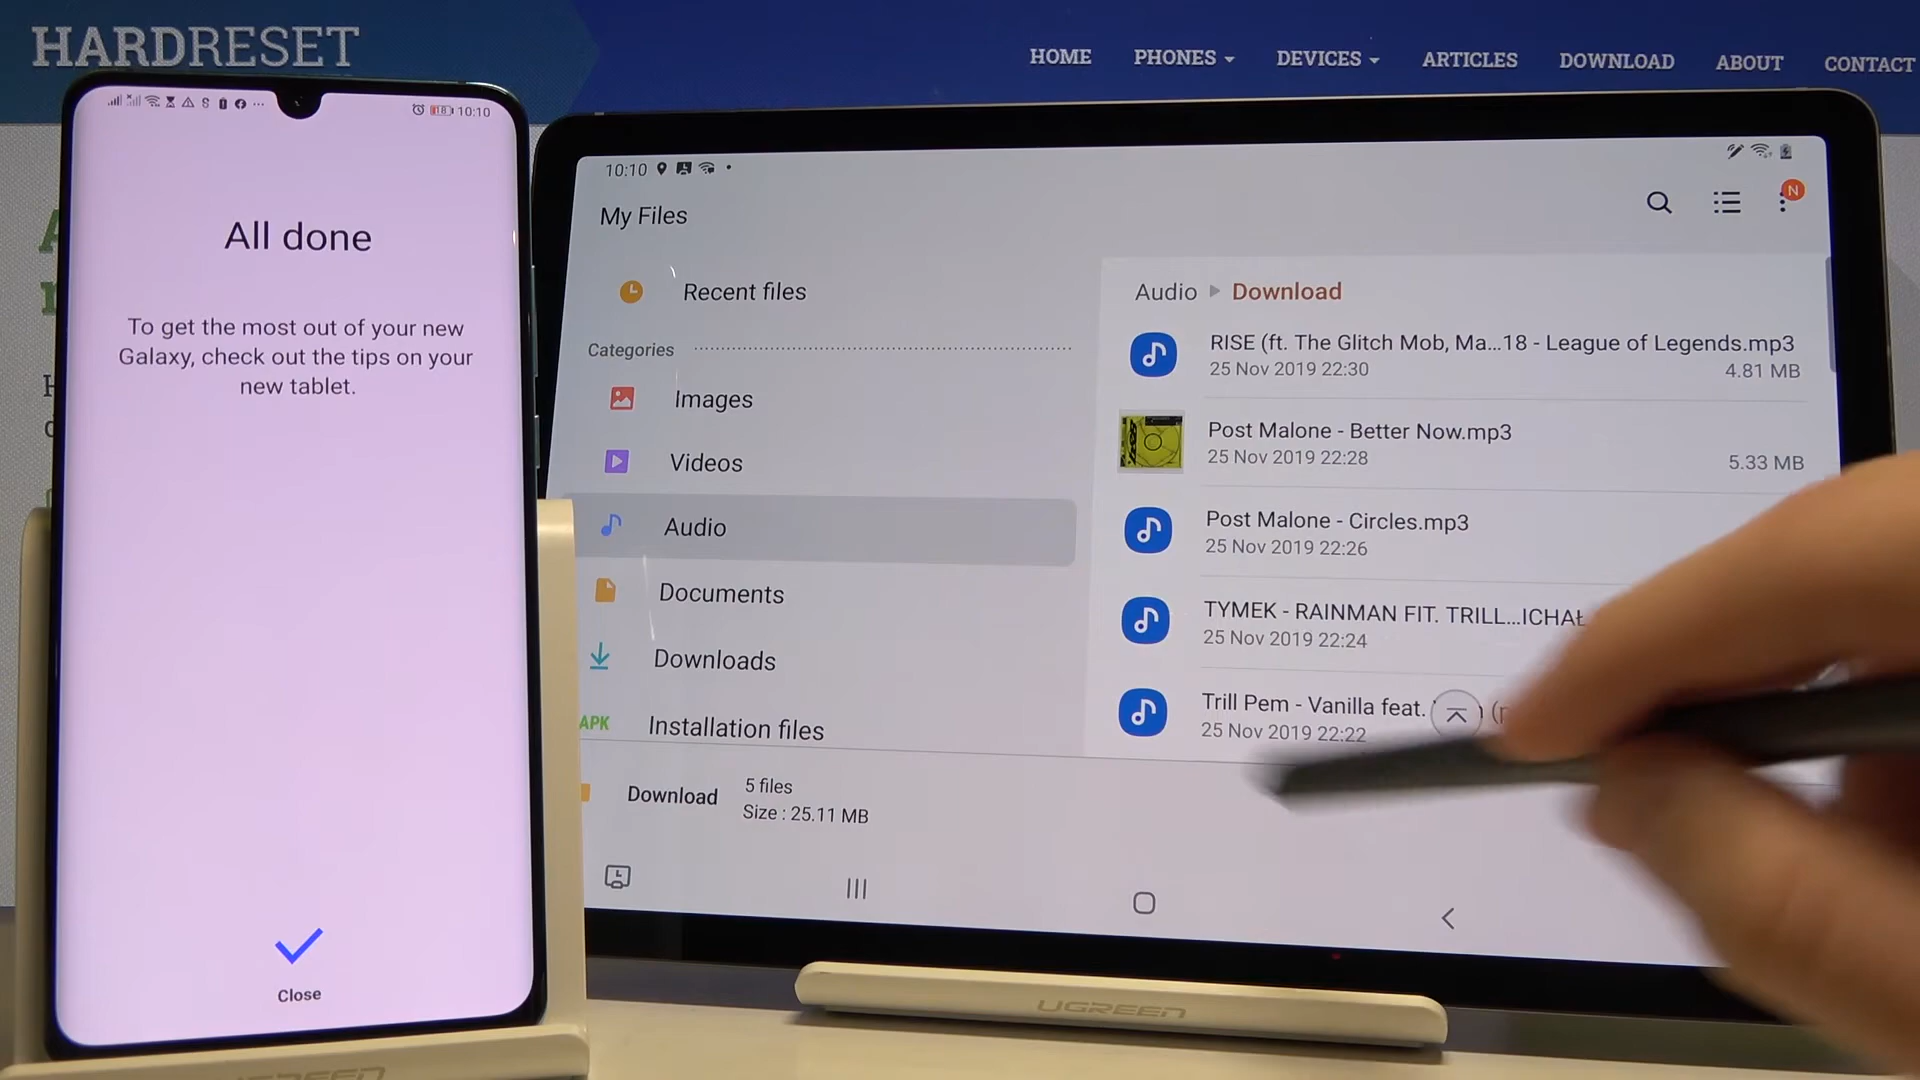 HARDRESET
HOME PHONES DEVICES ARTICLES DOWNLOAD ABOUT CONTACT
10:10
All done
To get the most out of your new
Galaxy, check out the tips on your
new tablet.
Close
10:10
My Files
N
Recent files
Categories
Images
Videos
Audio
Documents
Downloads
APK Installation files
Download
5 files
Size : 25.11 MB
Audio Download
RISE (ft. The Glitch Mob, Ma...18 - League of Legends.mp3
25 Nov 2019 22:30 4.81 MB
Post Malone - Better Now.mp3
25 Nov 2019 22:28 5.33 MB
Post Malone - Circles.mp3
25 Nov 2019 22:26
TYMEK - RAINMAN FIT. TRILL...ICHAŁ
25 Nov 2019 22:24
Trill Pem - Vanilla feat.
25 Nov 2019 22:22
UGREEN
UGREEN